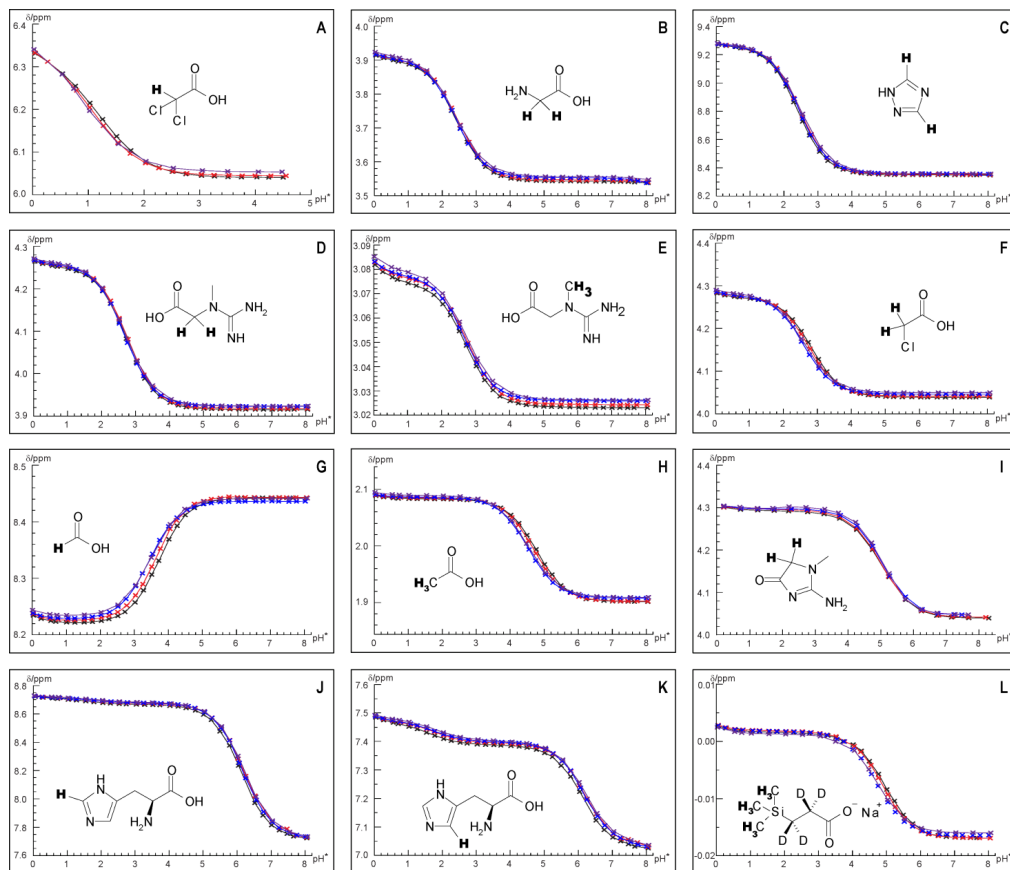 δ/ppm
A
6.4
6.3
6.2
6.1
6.0
H
O
OH
Cl
Cl
0 1 2 3 4 5 pH*
δ/ppm
B
4.0
3.9
3.8
3.7
3.6
3.5
O
H₂N
OH
H H
0 1 2 3 4 5 6 7 8 pH*
δ/ppm
C
9.4
9.2
9.0
8.8
8.6
8.4
8.2
H
HN
N
N
H
0 1 2 3 4 5 6 7 8 pH*
δ/ppm
D
4.3
4.2
4.1
4.0
3.9
O
HO
N
NH₂
H H
NH
0 1 2 3 4 5 6 7 8 pH*
δ/ppm
E
3.09
3.08
3.07
3.06
3.05
3.04
3.03
3.02
O
H₃
HO
N
NH₂
NH
0 1 2 3 4 5 6 7 8 pH*
δ/ppm
F
4.4
4.3
4.2
4.1
4.0
H
O
H
OH
Cl
0 1 2 3 4 5 6 7 8 pH*
δ/ppm
G
8.5
8.4
8.3
8.2
O
H
OH
0 1 2 3 4 5 6 7 8 pH*
δ/ppm
H
2.1
2.0
1.9
O
H₃C
OH
0 1 2 3 4 5 6 7 8 pH*
δ/ppm
I
4.4
4.3
4.2
4.1
4.0
H
H
N
O
N
NH₂
0 1 2 3 4 5 6 7 8 pH*
δ/ppm
J
8.8
8.6
8.4
8.2
8.0
7.8
7.6
H
NH
O
OH
N
H₂N
0 1 2 3 4 5 6 7 8 pH*
δ/ppm
K
7.6
7.5
7.4
7.3
7.2
7.1
7.0
HN
O
OH
N
H₂N
H
0 1 2 3 4 5 6 7 8 pH*
δ/ppm
L
0.01
0.00
-0.01
-0.02
H₃C
D D
H₃C
Si
O⁻ Na⁺
H₃C
D D
O
0 1 2 3 4 5 6 7 8 pH*